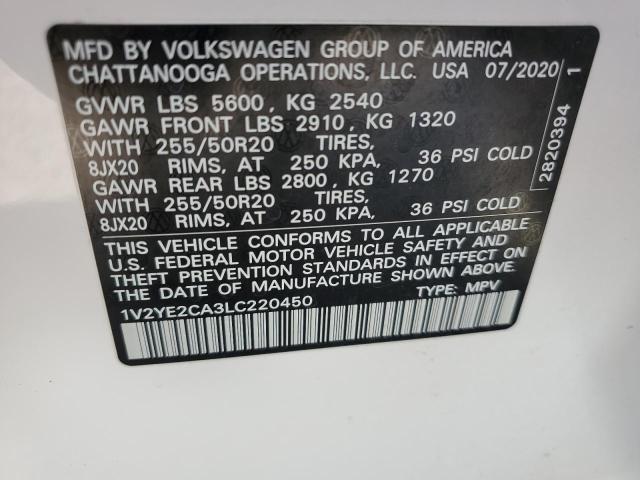 MFD BY VOLKSWAGEN GROUP OF AMERICA
CHATTANOOGA OPERATIONS, LLC. USA 07/2020
GVWR LBS 5600, KG 2540
GAWR FRONT LBS 2910, KG 1320
WITH 255/50R20 TIRES,
8JX20 RIMS, AT 250 KPA, 36 PSI COLD
GAWR REAR LBS 2800, KG 1270
WITH 255/50R20 TIRES,
8JX20 RIMS, AT 250 KPA, 36 PSI COLD
THIS VEHICLE CONFORMS TO ALL APPLICABLE
U.S. FEDERAL MOTOR VEHICLE SAFETY AND
THEFT PREVENTION STANDARDS IN EFFECT ON
THE DATE OF MANUFACTURE SHOWN ABOVE.
1V2YE2CA3LC220450 TYPE: MPV
2820394 1